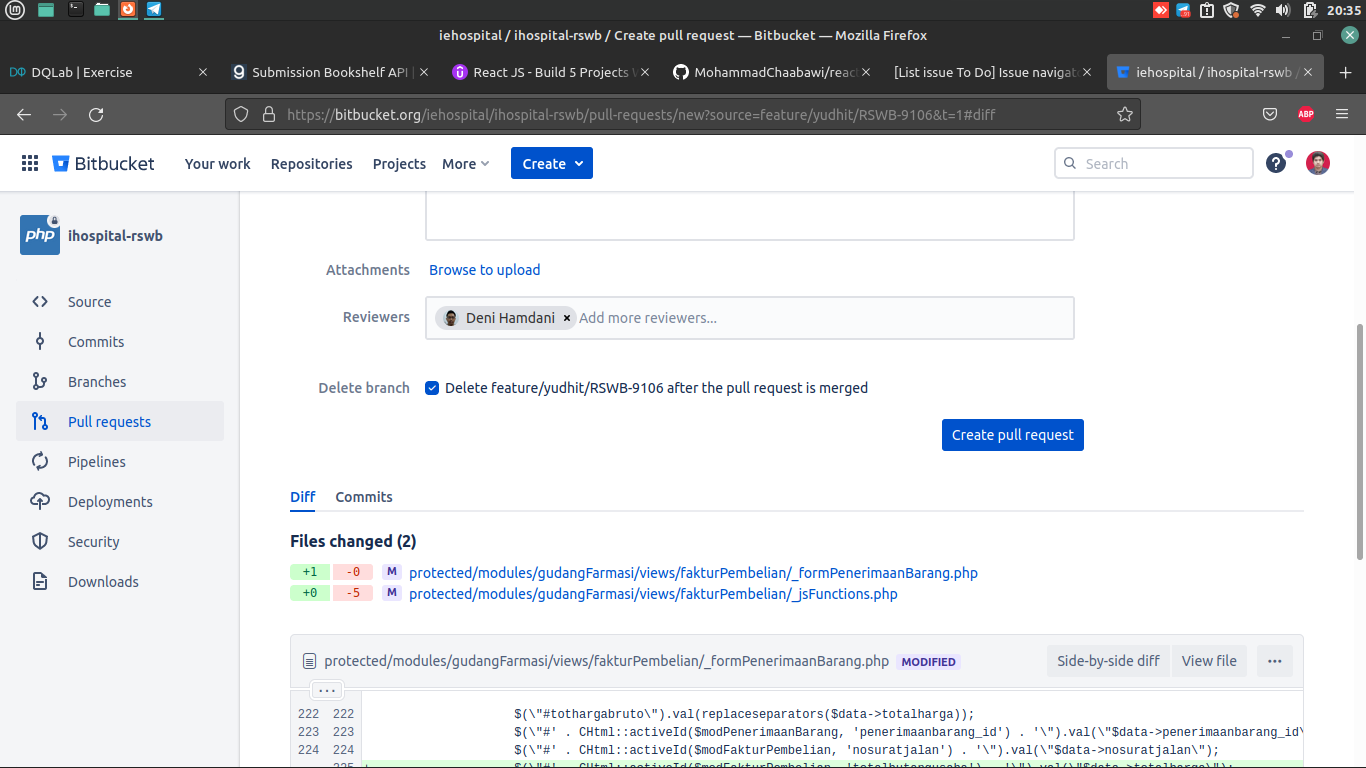 20:35
iehospital / ihospital-rswb / Create pull request — Bitbucket — Mozilla Firefox
DQLab | Exercise
Submission Bookshelf API |
React JS - Build 5 Projects
MohammadChaabawi/reac
[List issue To Do] Issue navigat
iehospital / ihospital-rswb /
https://bitbucket.org/iehospital/ihospital-rswb/pull-requests/new?source=feature/yudhit/RSWB-9106&t=1#diff
ABP
Bitbucket
Your work
Repositories
Projects
More
Create
Search
php
ihospital-rswb
Source
Commits
Branches
Pull requests
Pipelines
Deployments
Security
Downloads
Attachments Browse to upload
Reviewers Deni Hamdani × Add more reviewers...
Delete branch Delete feature/yudhit/RSWB-9106 after the pull request is merged
Create pull request
Diff Commits
Files changed (2)
+1 -0 M protected/modules/gudangFarmasi/views/fakturPembelian/_formPenerimaanBarang.php
+0 -5 M protected/modules/gudangFarmasi/views/fakturPembelian/_jsFunctions.php
protected/modules/gudangFarmasi/views/fakturPembelian/_formPenerimaanBarang.php MODIFIED Side-by-side diff View file ...
...
222 222 $(\"#tothargabruto\").val(replaceseparators($data->totalharga));
223 223 $(\"#' . CHtml::activeId($modPenerimaanBarang, 'penerimaanbarang_id') . '\").val(\"$data->penerimaanbarang_id\
224 224 $(\"#' . CHtml::activeId($modFakturPembelian, 'nosuratjalan') . '\").val(\"$data->nosuratjalan\");
225 + $(\"#' . CHtml::activeId($modFakturPembelian, 'totalhutangusaha') . '\").val(\"$data->totalharga\");